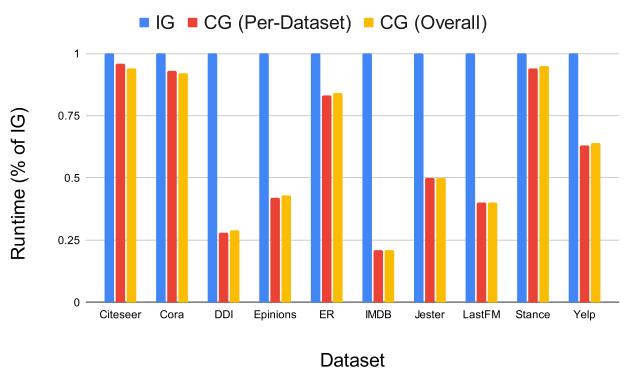 IG CG (Per-Dataset) CG (Overall)
1
0.75
0.5
0.25
0
Runtime (% of IG)
Citeseer Cora DDI Epinions ER IMDB Jester LastFM Stance Yelp
Dataset